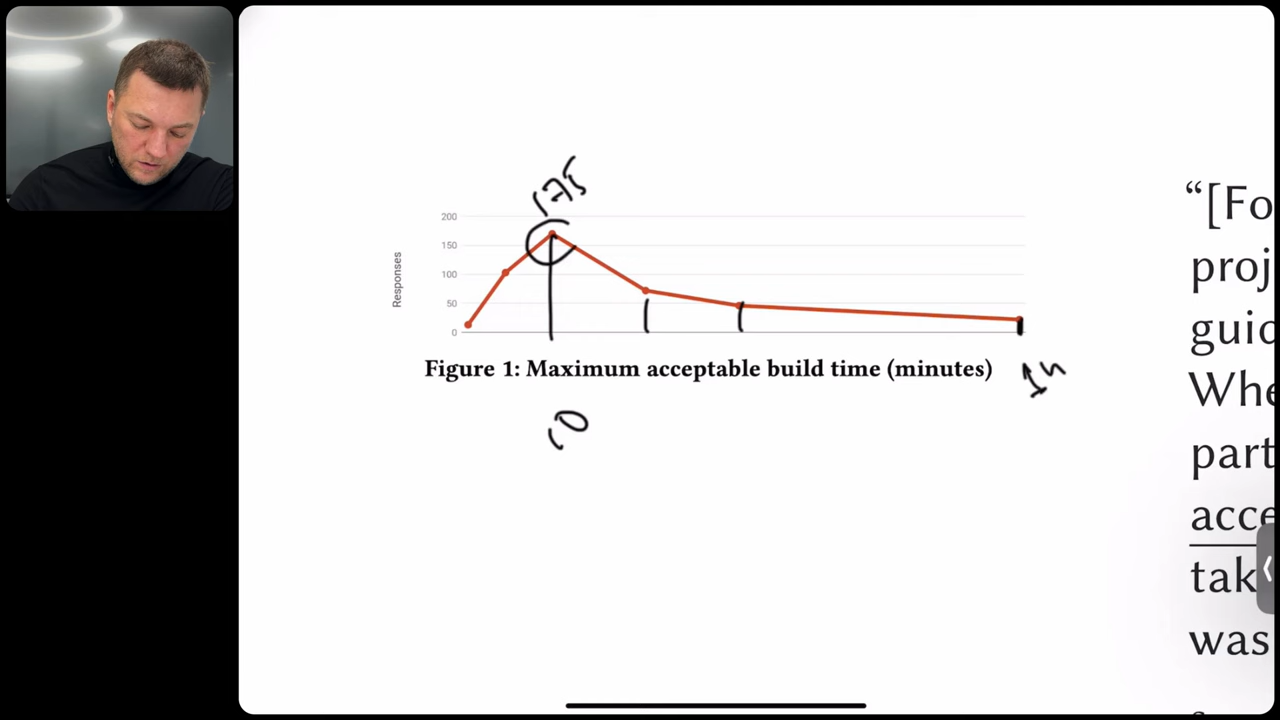 175
200
150
100
50
0
Responses
Figure 1: Maximum acceptable build time (minutes)
10
“[Fo
proj
guid
Whe
part
acce
tak
was